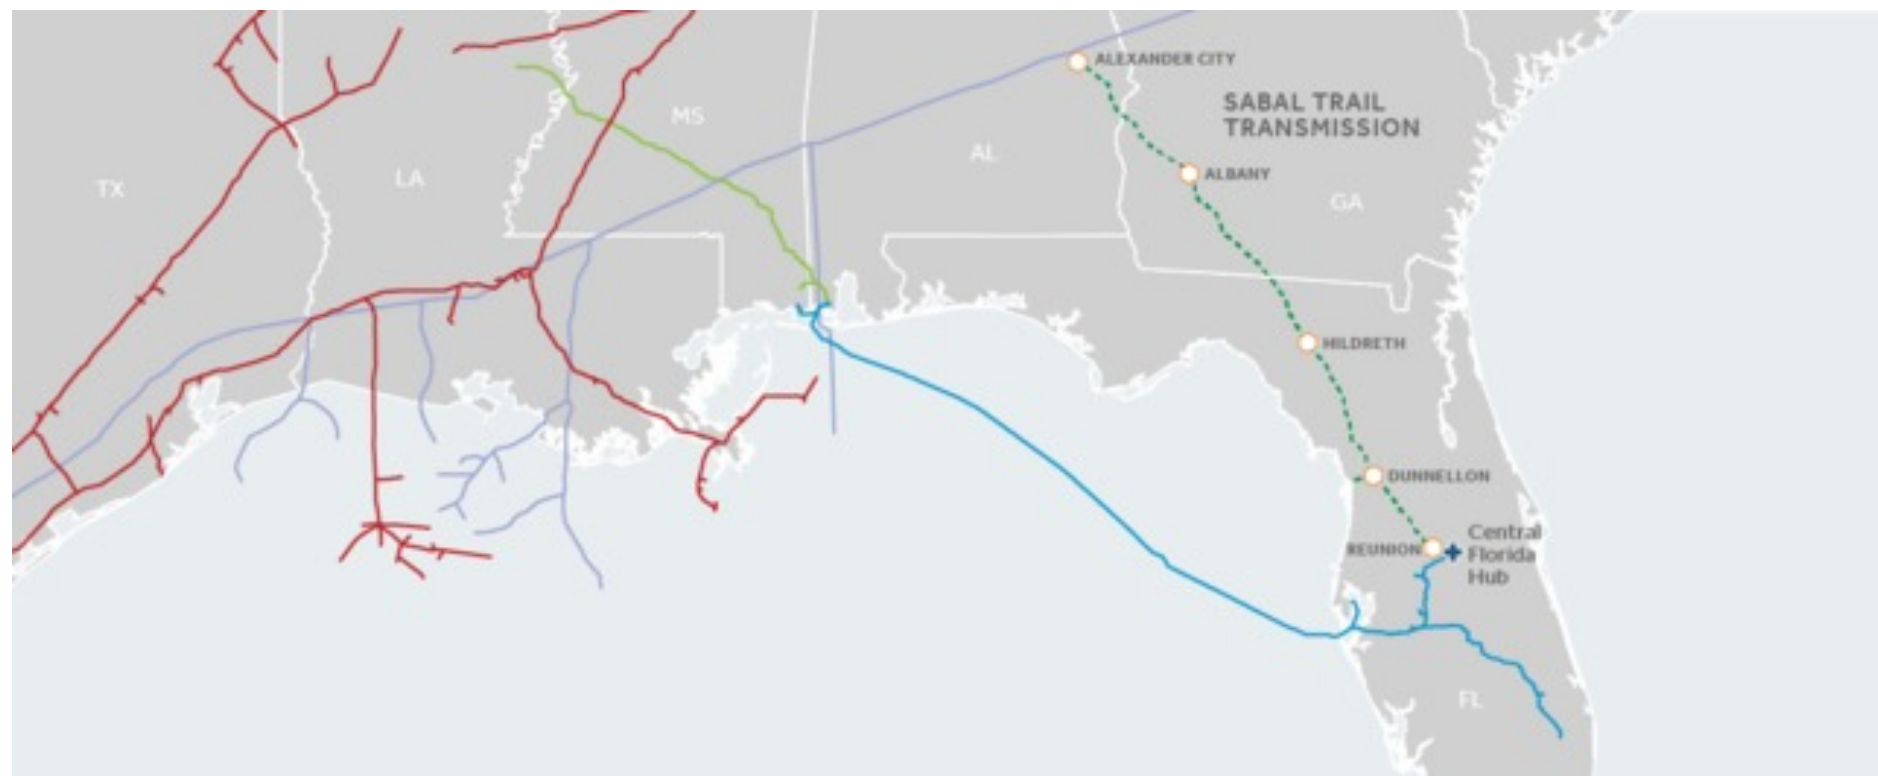 ALEXANDER CITY
SABAL TRAIL
TRANSMISSION
MS
AL
TX
LA
ALBANY
GA
HILDRETH
DUNNELLON
REUNION
Central
Florida
Hub
FL